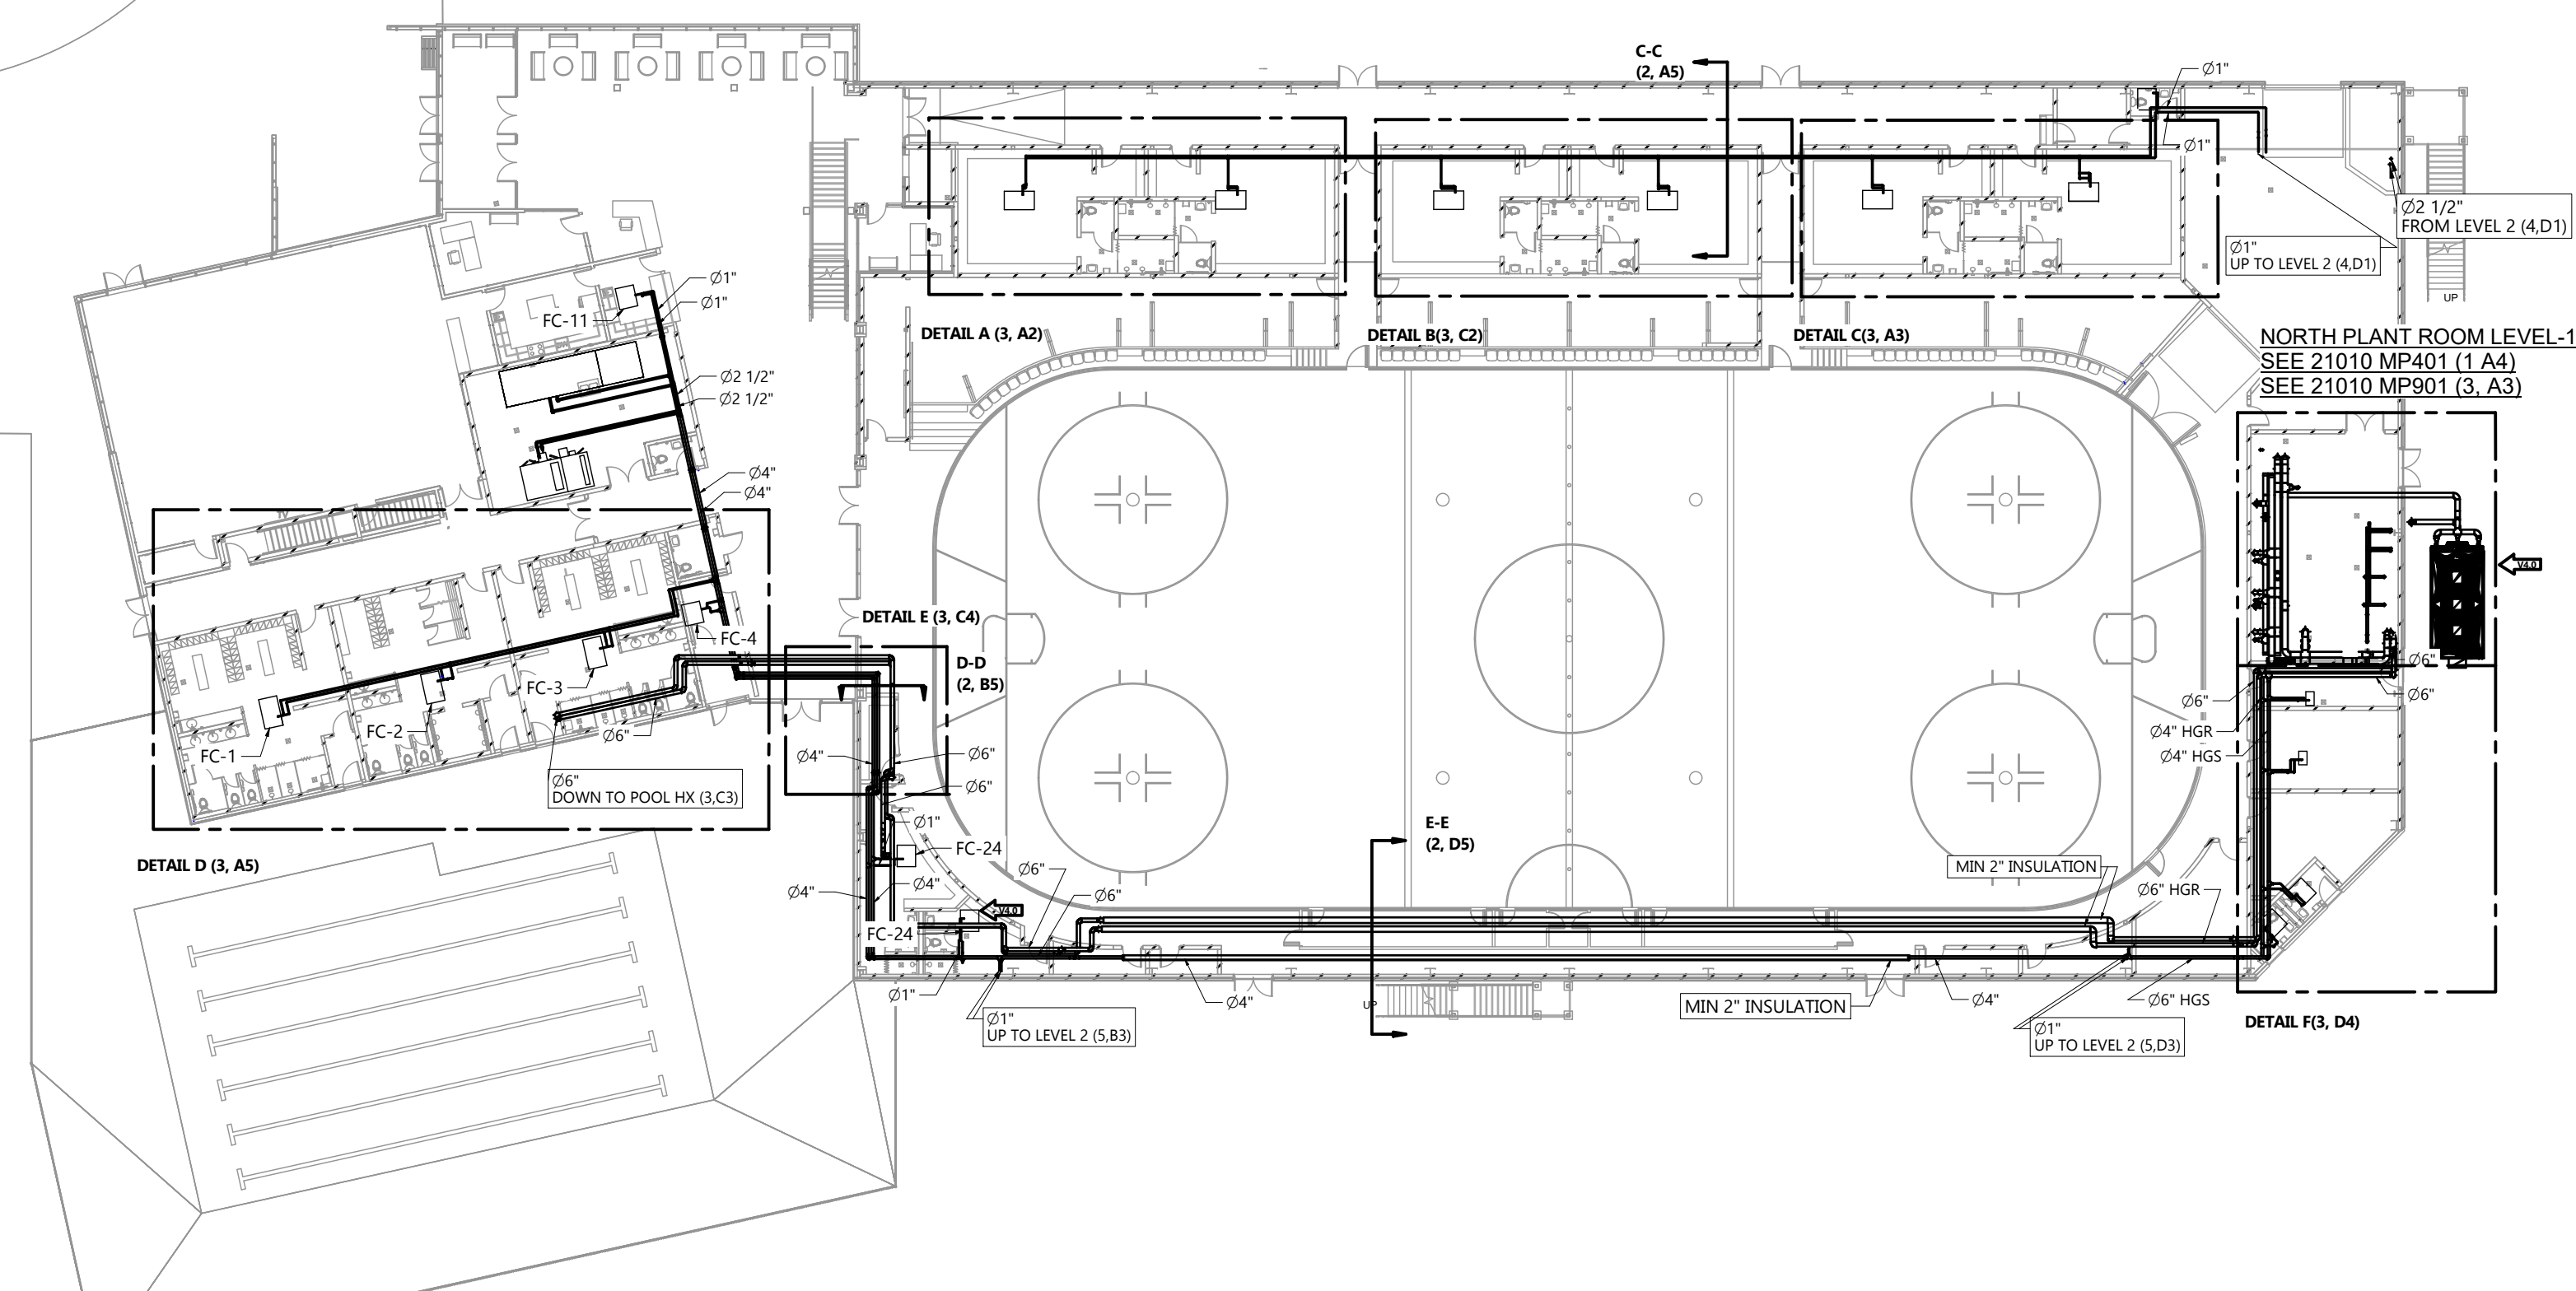 C-C
(2, A5)
Ø1"
Ø1"
Ø2 1/2"
FROM LEVEL 2 (4,D1)
Ø1"
UP TO LEVEL 2 (4,D1)
UP
Ø1"
Ø1"
FC-11
DETAIL A (3, A2)
DETAIL B(3, C2)
DETAIL C(3, A3)
NORTH PLANT ROOM LEVEL-1
SEE 21010 MP401 (1 A4)
SEE 21010 MP901 (3, A3)
Ø2 1/2"
Ø2 1/2"
Ø4"
Ø4"
V4.0
DETAIL E (3, C4)
FC-4
D-D
(2, B5)
FC-3
FC-2
FC-1
Ø6"
Ø6"
DOWN TO POOL HX (3,C3)
Ø6"
Ø6"
Ø6"
Ø4" HGR
Ø4" HGS
Ø4"
Ø6"
Ø6"
Ø1"
FC-24
E-E
(2, D5)
DETAIL D (3, A5)
Ø4"
Ø4"
Ø6"
Ø6"
MIN 2" INSULATION
Ø6" HGR
V4.0
FC-24
Ø1"
Ø4"
UP
MIN 2" INSULATION
Ø4"
Ø6" HGS
Ø1"
UP TO LEVEL 2 (5,B3)
Ø1"
UP TO LEVEL 2 (5,D3)
DETAIL F(3, D4)